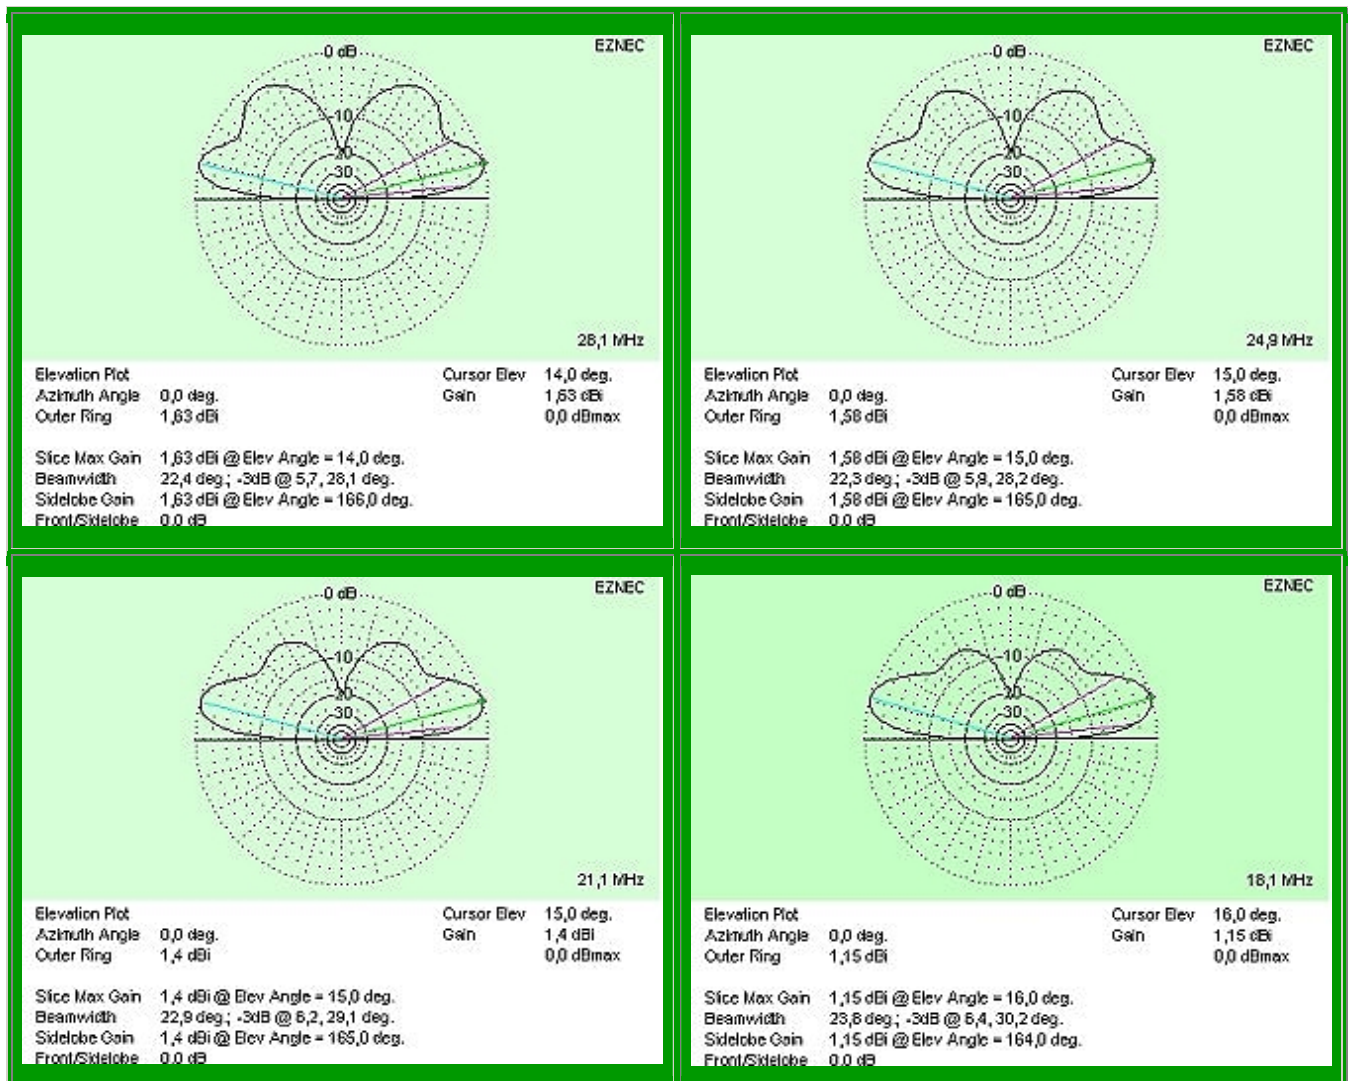 0 dB
EZNEC
-10
20
30
28,1 MHz
Elevation Plot Cursor Elev 14,0 deg.
Azimuth Angle 0,0 deg. Gain 1,63 dBi
Outer Ring 1,63 dBi 0,0 dBmax
Slice Max Gain 1,63 dBi @ Elev Angle = 14,0 deg.
Beamwidth 22,4 deg.; -3dB @ 5,7, 28,1 deg.
Sidelobe Gain 1,63 dBi @ Elev Angle = 166,0 deg.
Front/Sidelobe 0,0 dB
0 dB
EZNEC
-10
20
30
24,9 MHz
Elevation Plot Cursor Elev 15,0 deg.
Azimuth Angle 0,0 deg. Gain 1,58 dBi
Outer Ring 1,58 dBi 0,0 dBmax
Slice Max Gain 1,58 dBi @ Elev Angle = 15,0 deg.
Beamwidth 22,3 deg.; -3dB @ 5,9, 28,2 deg.
Sidelobe Gain 1,58 dBi @ Elev Angle = 165,0 deg.
Front/Sidelobe 0,0 dB
0 dB
EZNEC
-10
20
30
21,1 MHz
Elevation Plot Cursor Elev 15,0 deg.
Azimuth Angle 0,0 deg. Gain 1,4 dBi
Outer Ring 1,4 dBi 0,0 dBmax
Slice Max Gain 1,4 dBi @ Elev Angle = 15,0 deg.
Beamwidth 22,9 deg.; -3dB @ 6,2, 29,1 deg.
Sidelobe Gain 1,4 dBi @ Elev Angle = 165,0 deg.
Front/Sidelobe 0,0 dB
0 dB
EZNEC
-10
20
30
18,1 MHz
Elevation Plot Cursor Elev 16,0 deg.
Azimuth Angle 0,0 deg. Gain 1,15 dBi
Outer Ring 1,15 dBi 0,0 dBmax
Slice Max Gain 1,15 dBi @ Elev Angle = 16,0 deg.
Beamwidth 23,8 deg.; -3dB @ 6,4, 30,2 deg.
Sidelobe Gain 1,15 dBi @ Elev Angle = 164,0 deg.
Front/Sidelobe 0,0 dB